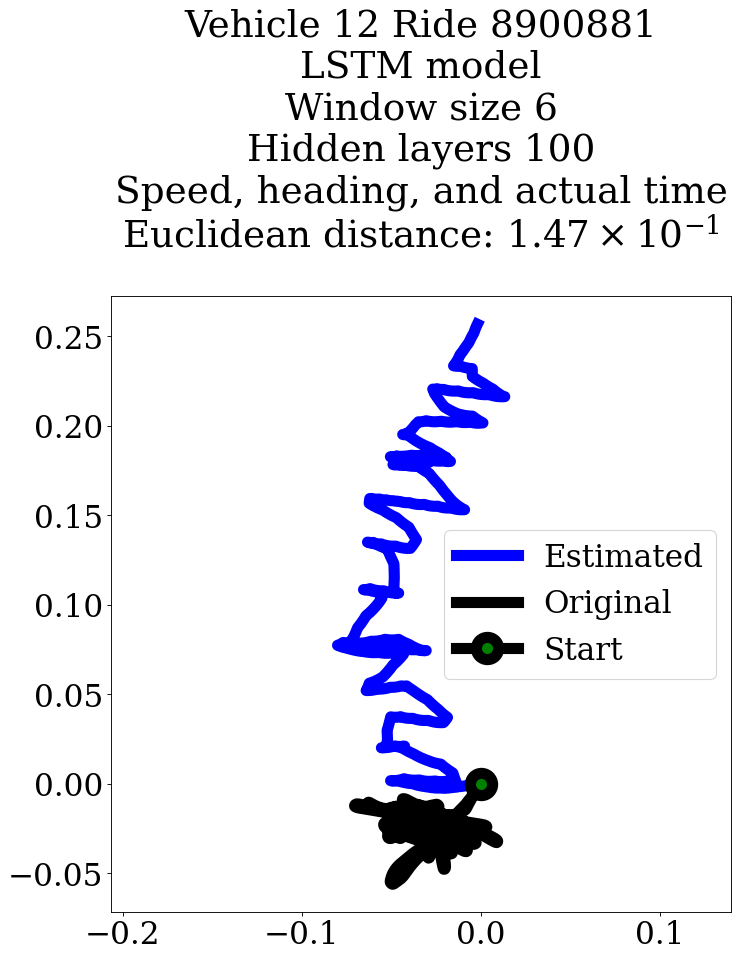 Vehicle 12 Ride 8900881
LSTM model
Window size 6
Hidden layers 100
Speed, heading, and actual time
Euclidean distance: 1.47 × 10⁻¹
0.25
0.20
0.15
0.10
0.05
0.00
−0.05
Estimated
Original
Start
−0.2 −0.1 0.0 0.1